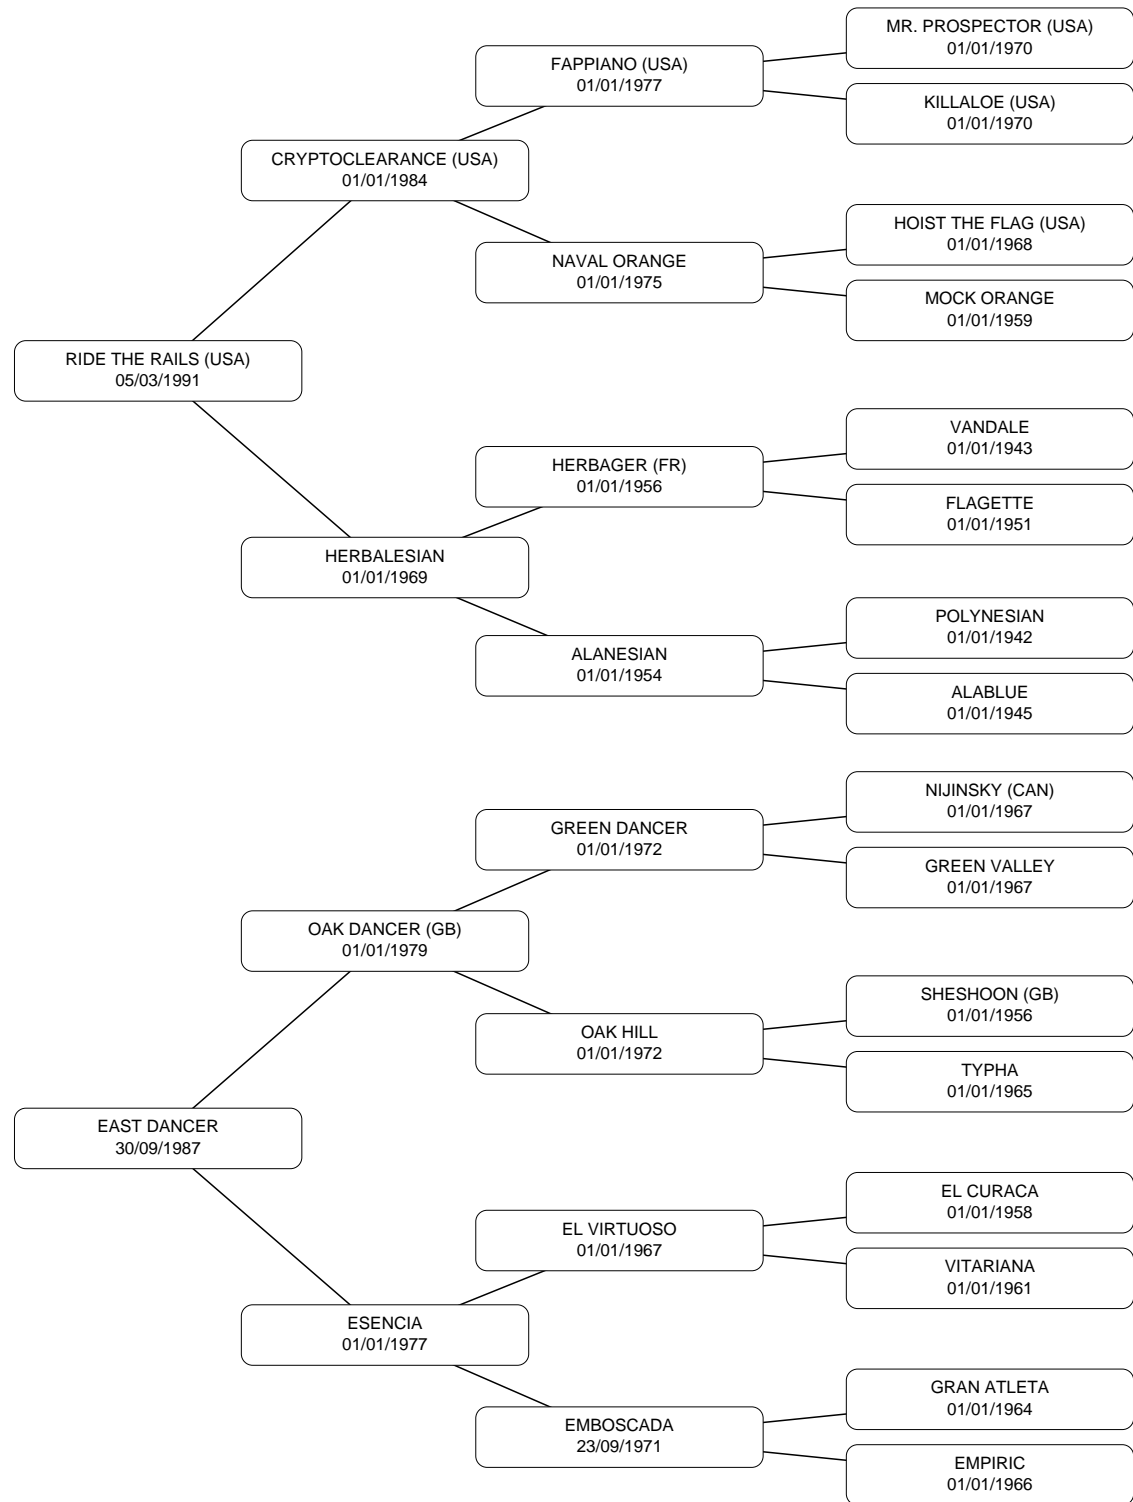 MR. PROSPECTOR (USA)
01/01/1970
FAPPIANO (USA)
01/01/1977
KILLALOE (USA)
01/01/1970
CRYPTOCLEARANCE (USA)
01/01/1984
HOIST THE FLAG (USA)
01/01/1968
NAVAL ORANGE
01/01/1975
MOCK ORANGE
01/01/1959
RIDE THE RAILS (USA)
05/03/1991
VANDALE
01/01/1943
HERBAGER (FR)
01/01/1956
FLAGETTE
01/01/1951
HERBALESIAN
01/01/1969
POLYNESIAN
01/01/1942
ALANESIAN
01/01/1954
ALABLUE
01/01/1945
NIJINSKY (CAN)
01/01/1967
GREEN DANCER
01/01/1972
GREEN VALLEY
01/01/1967
OAK DANCER (GB)
01/01/1979
SHESHOON (GB)
01/01/1956
OAK HILL
01/01/1972
TYPHA
01/01/1965
EAST DANCER
30/09/1987
EL CURACA
01/01/1958
EL VIRTUOSO
01/01/1967
VITARIANA
01/01/1961
ESENCIA
01/01/1977
GRAN ATLETA
01/01/1964
EMBOSCADA
23/09/1971
EMPIRIC
01/01/1966